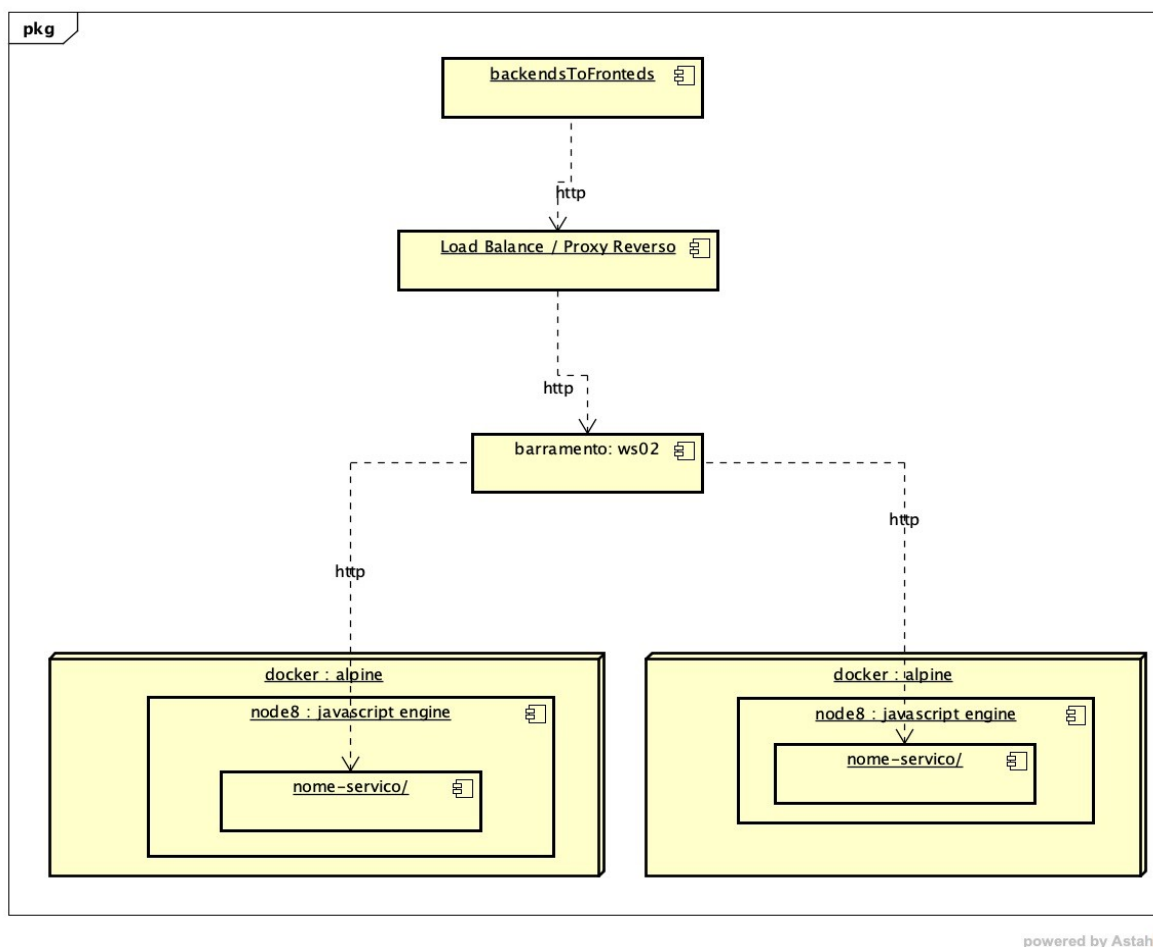 pkg
backendsToFronteds
http
Load Balance / Proxy Reverso
http
barramento: ws02
http
http
docker : alpine
docker : alpine
node8 : javascript engine
node8 : javascript engine
nome-servico/
nome-servico/
powered by Astah